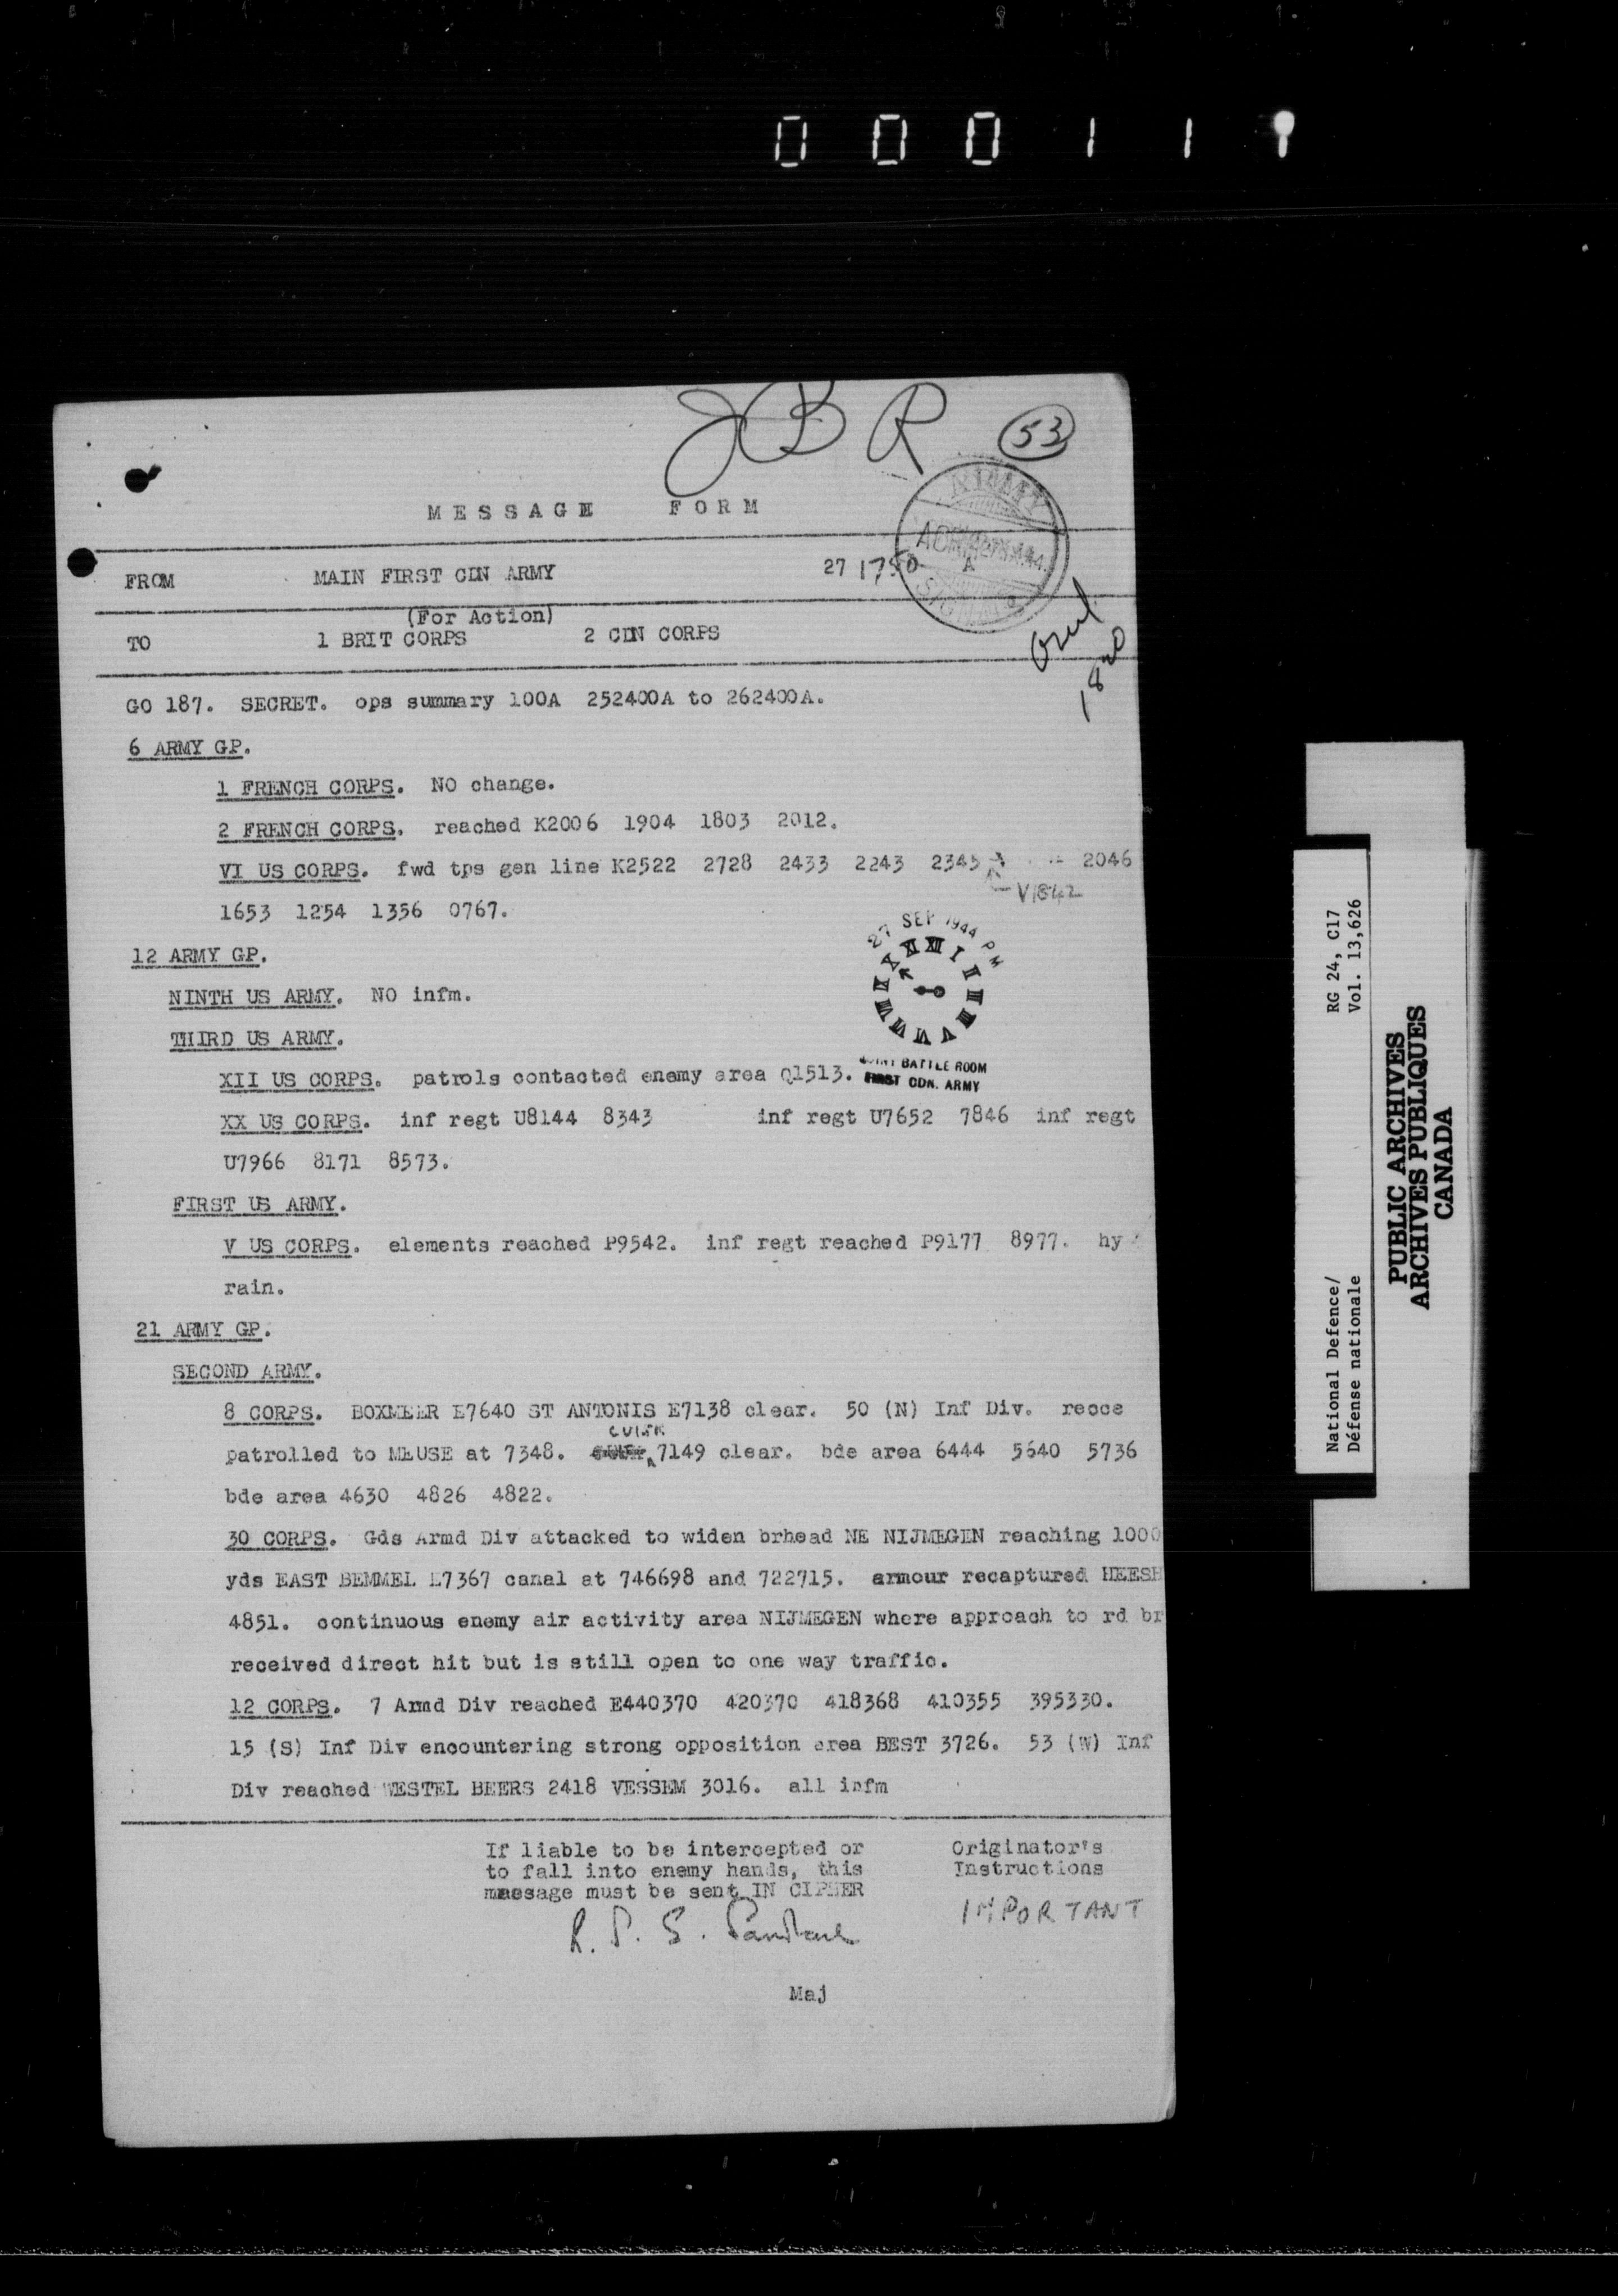 0 0 0 1 1
JBR
53
MESSAGE FORM
ARMY
SIGNALS
FROM MAIN FIRST CDN ARMY 27 1750 A
(For Action)
TO 1 BRIT CORPS 2 CDN CORPS
1820
GO 187. SECRET. ops summary 100A 252400A to 262400A.
6 ARMY GP.
1 FRENCH CORPS. NO change.
2 FRENCH CORPS. reached K2006 1904 1803 2012.
VI US CORPS. fwd tps gen line K2522 2728 2433 2243 2345 2046
V1842
1653 1254 1356 0767.
27 SEP 1944 PM
12 ARMY GP.
NINTH US ARMY. NO infm.
THIRD US ARMY.
JOINT BATTLE ROOM
FIRST CDN. ARMY
XII US CORPS. patrols contacted enemy area Q1513.
XX US CORPS. inf regt U8144 8343 inf regt U7652 7846 inf regt
U7966 8171 8573.
FIRST US ARMY.
V US CORPS. elements reached P9542. inf regt reached P9177 8977. hy
rain.
21 ARMY GP.
SECOND ARMY.
8 CORPS. BOXMEER E7640 ST ANTONIS E7138 clear. 50 (N) Inf Div. recce
CUIJK
patrolled to MEUSE at 7348. 7149 clear. bde area 6444 5640 5736
bde area 4630 4826 4822.
30 CORPS. Gds Armd Div attacked to widen brhead NE NIJMEGEN reaching 1000
yds EAST BEMMEL E7367 canal at 746698 and 722715. armour recaptured HEESH
4851. continuous enemy air activity area NIJMEGEN where approach to rd br
received direct hit but is still open to one way traffic.
12 CORPS. 7 Armd Div reached E440370 420370 418368 410355 395330.
15 (S) Inf Div encountering strong opposition area BEST 3726. 53 (W) Inf
Div reached WESTEL BEERS 2418 VESSEM 3016. all infm
If liable to be intercepted or
to fall into enemy hands, this
message must be sent IN CIPHER
Originator's
Instructions
IMPORTANT
R. P. S.
Maj
National Defence/ RG 24, C17
Défense nationale Vol. 13,626
PUBLIC ARCHIVES
ARCHIVES PUBLIQUES
CANADA